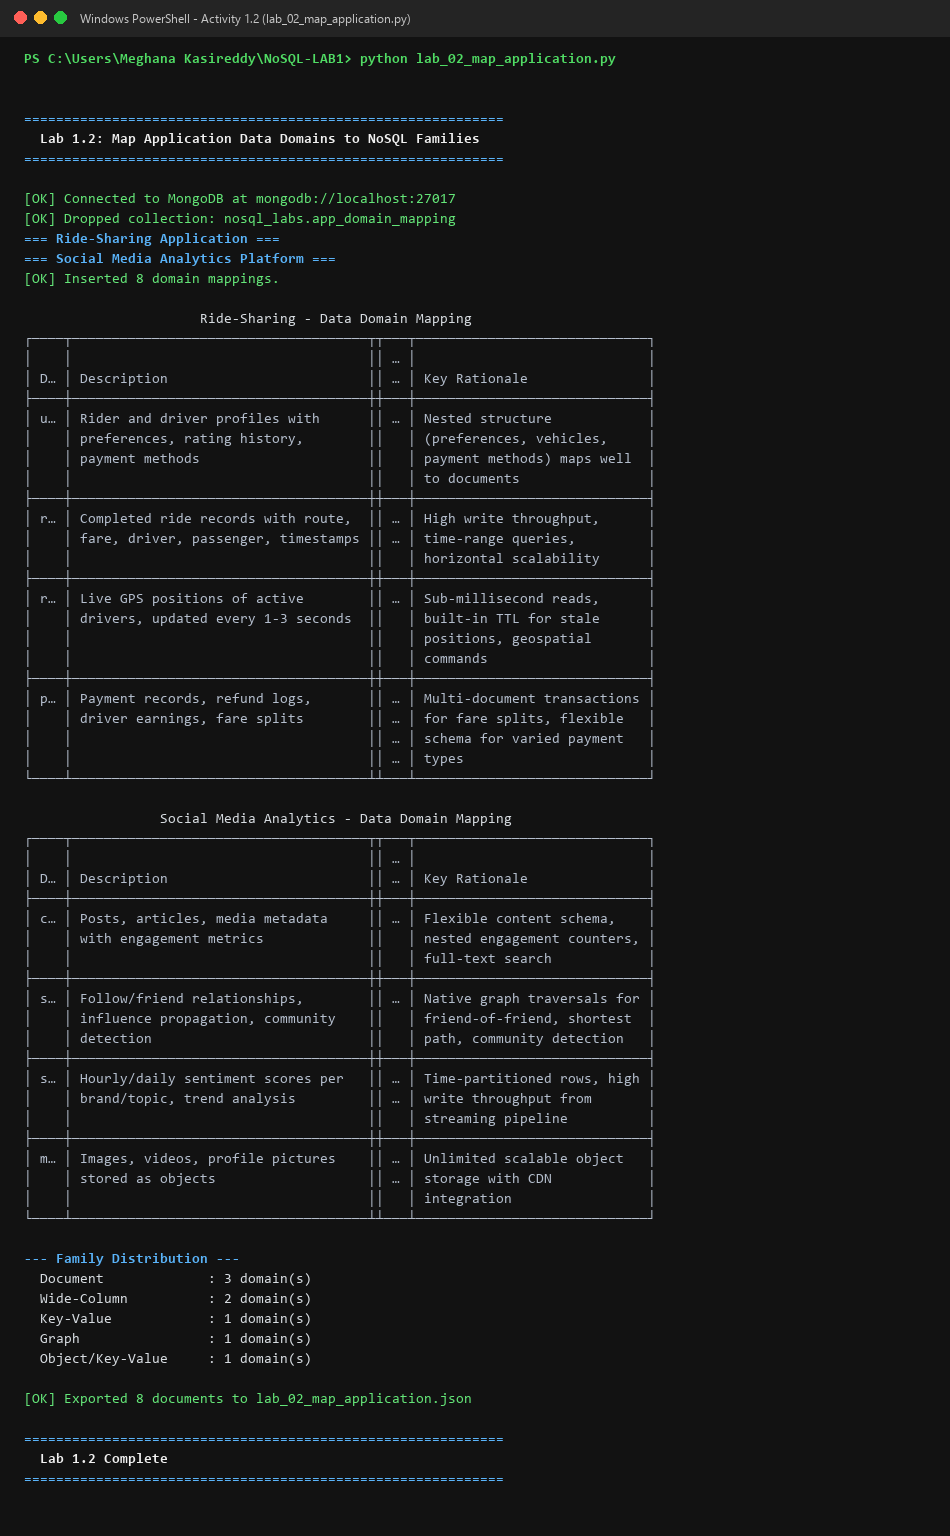 Windows PowerShell - Activity 1.2 (lab_02_map_application.py)
PS C:\Users\Meghana Kasireddy\NoSQL-LAB1> python lab_02_map_application.py
============================================================
Lab 1.2: Map Application Data Domains to NoSQL Families
============================================================
[OK] Connected to MongoDB at mongodb://localhost:27017
[OK] Dropped collection: nosql_labs.app_domain_mapping
=== Ride-Sharing Application ===
=== Social Media Analytics Platform ===
[OK] Inserted 8 domain mappings.
Ride-Sharing - Data Domain Mapping
…
D… Description … Key Rationale
u… Rider and driver profiles with … Nested structure
preferences, rating history, (preferences, vehicles,
payment methods payment methods) maps well
to documents
r… Completed ride records with route, … High write throughput,
fare, driver, passenger, timestamps … time-range queries,
horizontal scalability
r… Live GPS positions of active … Sub-millisecond reads,
drivers, updated every 1-3 seconds built-in TTL for stale
positions, geospatial
commands
p… Payment records, refund logs, … Multi-document transactions
driver earnings, fare splits … for fare splits, flexible
… schema for varied payment
… types
Social Media Analytics - Data Domain Mapping
…
D… Description … Key Rationale
c… Posts, articles, media metadata … Flexible content schema,
with engagement metrics nested engagement counters,
full-text search
s… Follow/friend relationships, … Native graph traversals for
influence propagation, community friend-of-friend, shortest
detection path, community detection
s… Hourly/daily sentiment scores per … Time-partitioned rows, high
brand/topic, trend analysis … write throughput from
streaming pipeline
m… Images, videos, profile pictures … Unlimited scalable object
stored as objects … storage with CDN
integration
--- Family Distribution ---
Document : 3 domain(s)
Wide-Column : 2 domain(s)
Key-Value : 1 domain(s)
Graph : 1 domain(s)
Object/Key-Value : 1 domain(s)
[OK] Exported 8 documents to lab_02_map_application.json
============================================================
Lab 1.2 Complete
============================================================